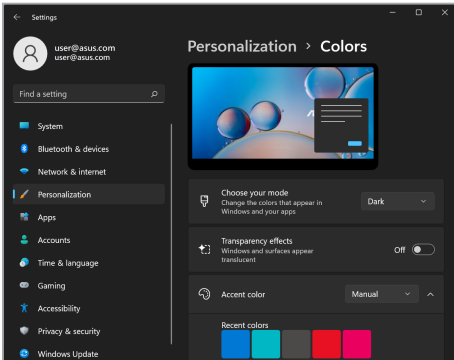 Settings
user@asus.com
user@asus.com
Find a setting
System
Bluetooth & devices
Network & internet
Personalization
Apps
Accounts
Time & language
Gaming
Accessibility
Privacy & security
Windows Update
Personalization > Colors
Choose your mode
Change the colors that appear in
Windows and your apps
Dark
Transparency effects
Windows and surfaces appear
translucent
Off
Accent color
Manual
Recent colors